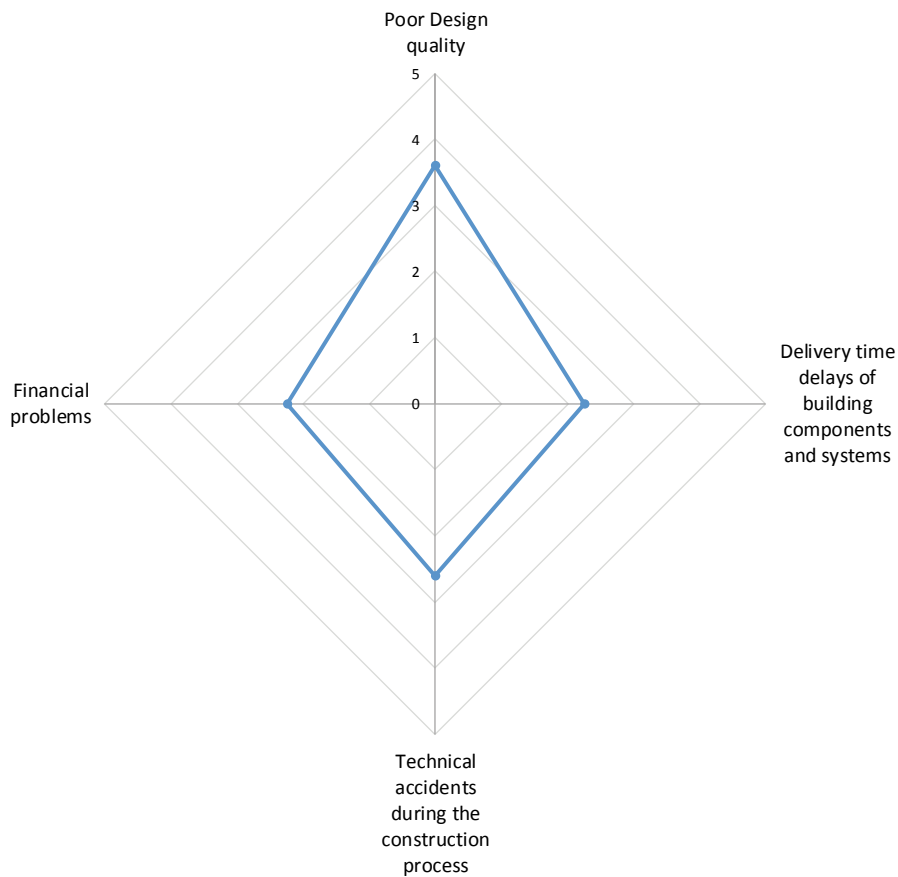 Poor Design
quality
5
4
3
2
1
0
Delivery time
delays of
building
components
and systems
Financial
problems
Technical
accidents
during the
construction
process